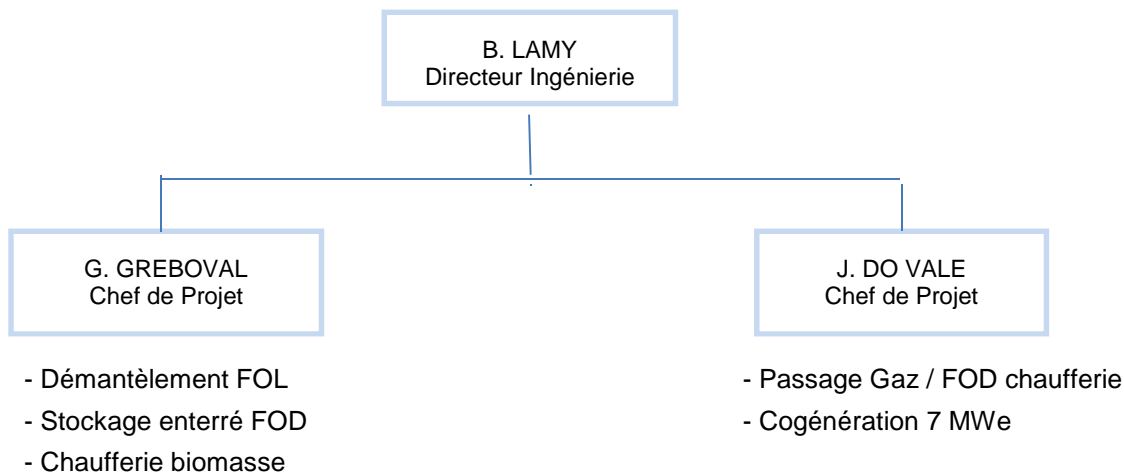 B. LAMY
Directeur Ingénierie
G. GREBOVAL
Chef de Projet
J. DO VALE
Chef de Projet
- Démantèlement FOL
- Stockage enterré FOD
- Chaufferie biomasse
- Passage Gaz / FOD chaufferie
- Cogénération 7 MWe